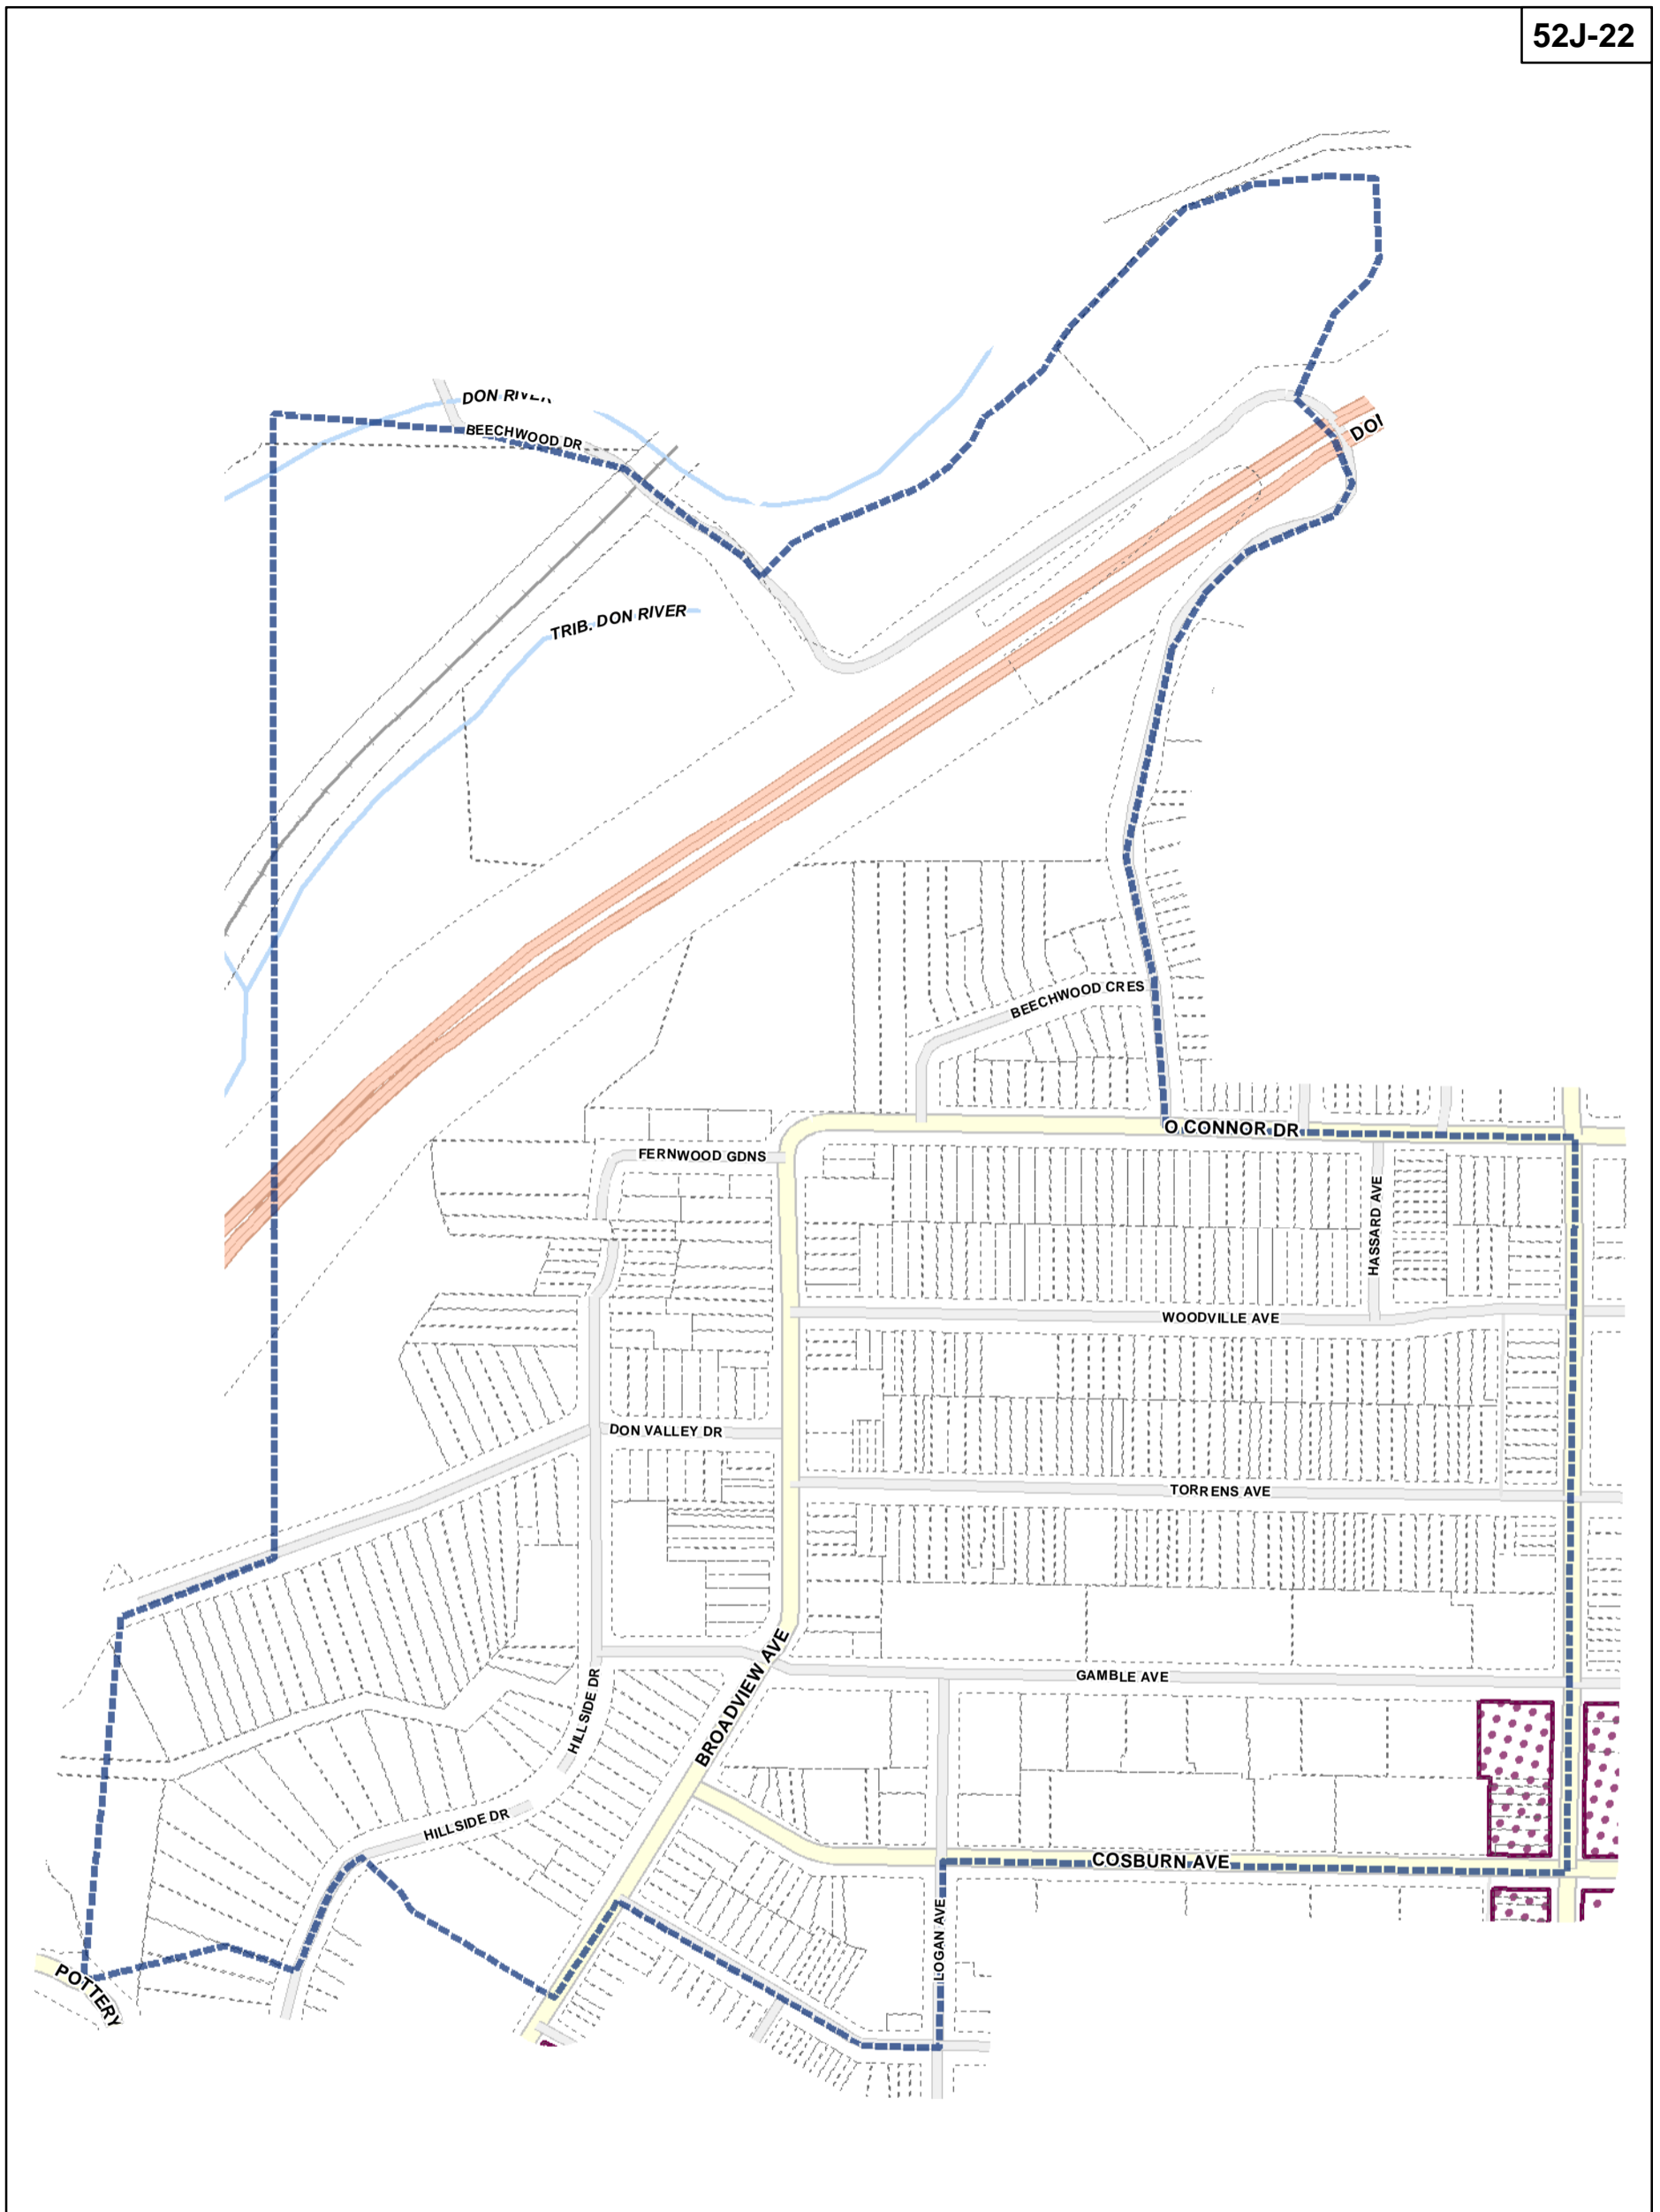 52J-22
DON RIVER
BEECHWOOD DR
DOI
TRIB. DON RIVER
BEECHWOOD CRES
O CONNOR DR
FERNWOOD GDNS
HASSARD AVE
WOODVILLE AVE
DON VALLEY DR
TORRENS AVE
BROADVIEW AVE
GAMBLE AVE
HILLSIDE DR
HILLSIDE DR
COSBURN AVE
LOGAN AVE
POTTERY